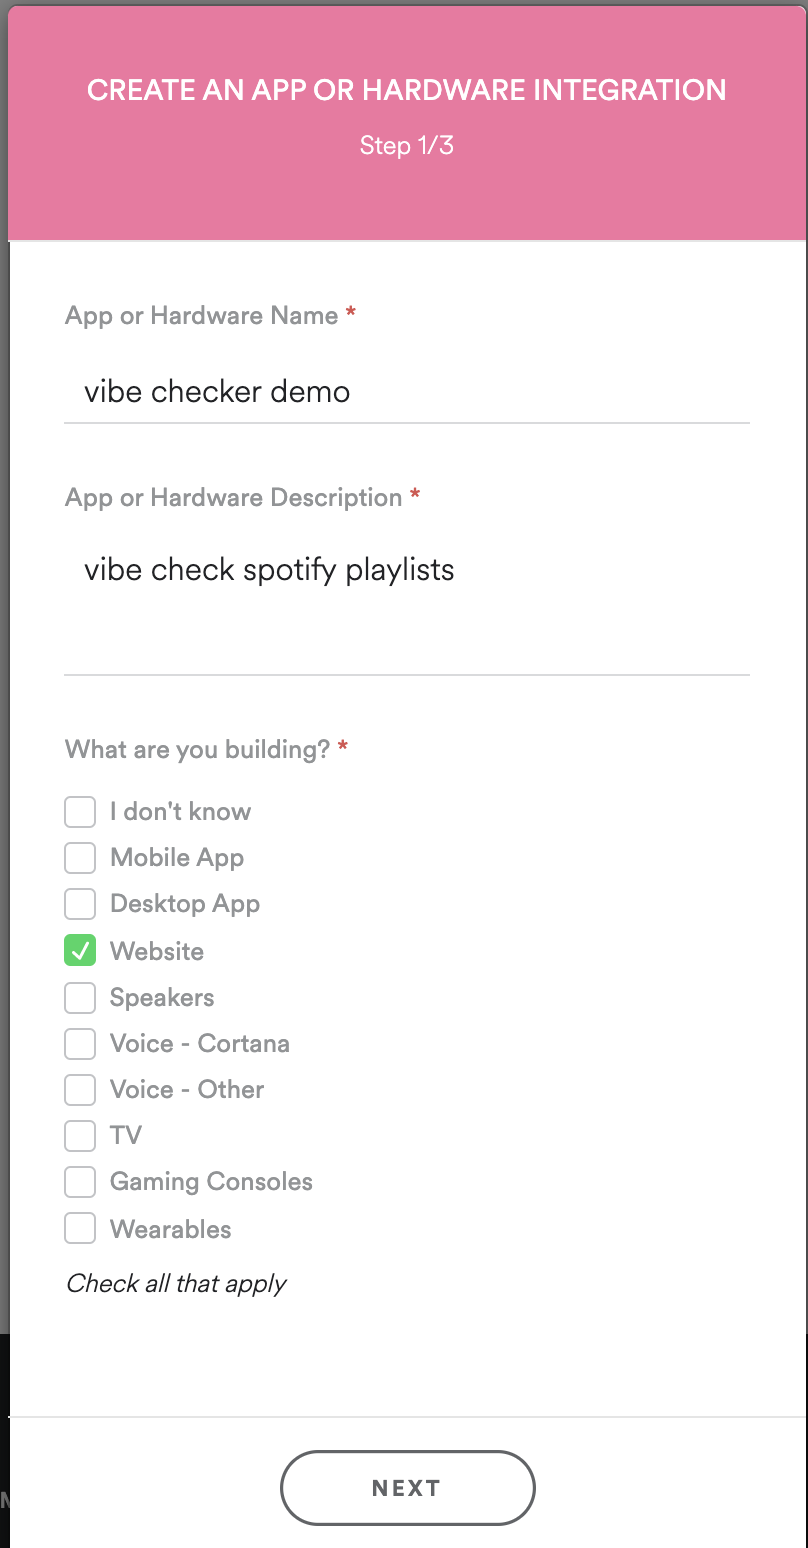 CREATE AN APP OR HARDWARE INTEGRATION
Step 1/3
App or Hardware Name *
vibe checker demo
App or Hardware Description *
vibe check spotify playlists
What are you building? *
I don't know
Mobile App
Desktop App
Website
Speakers
Voice - Cortana
Voice - Other
TV
Gaming Consoles
Wearables
Check all that apply
NEXT